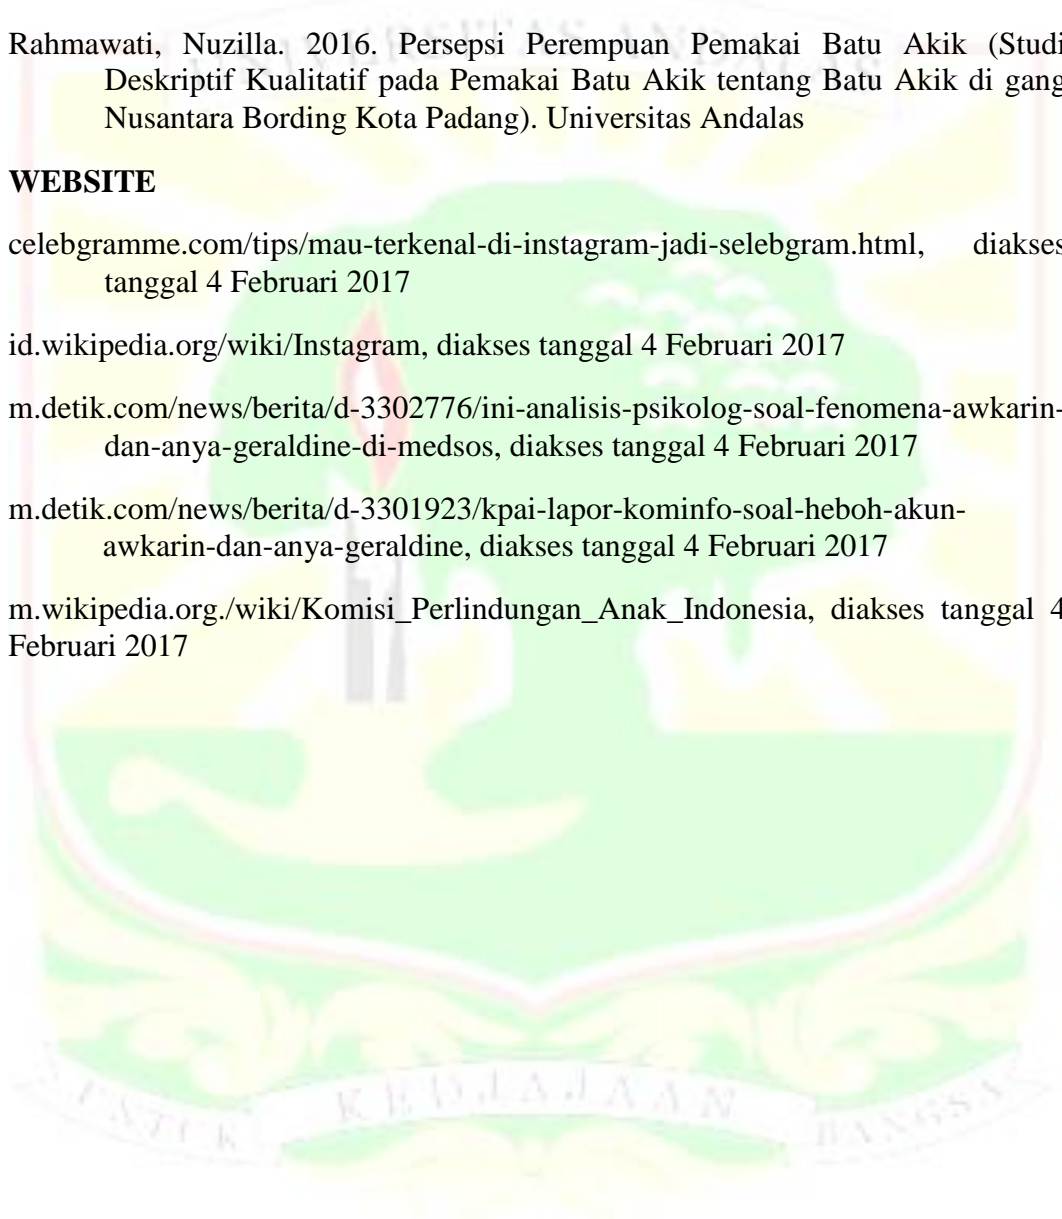 UNIVERSITAS ANDALAS
Rahmawati, Nuzilla. 2016. Persepsi Perempuan Pemakai Batu Akik (Studi
Deskriptif Kualitatif pada Pemakai Batu Akik tentang Batu Akik di gang
Nusantara Bording Kota Padang). Universitas Andalas
WEBSITE
celebgramme.com/tips/mau-terkenal-di-instagram-jadi-selebgram.html, diakses
tanggal 4 Februari 2017
id.wikipedia.org/wiki/Instagram, diakses tanggal 4 Februari 2017
m.detik.com/news/berita/d-3302776/ini-analisis-psikolog-soal-fenomena-awkarin-
dan-anya-geraldine-di-medsos, diakses tanggal 4 Februari 2017
m.detik.com/news/berita/d-3301923/kpai-lapor-kominfo-soal-heboh-akun-
awkarin-dan-anya-geraldine, diakses tanggal 4 Februari 2017
m.wikipedia.org./wiki/Komisi_Perlindungan_Anak_Indonesia, diakses tanggal 4
Februari 2017
UNTUK KEDJAJAAN BANGSA